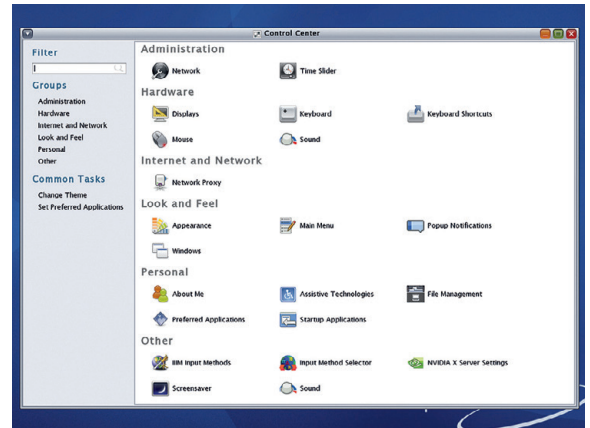 Control Center
Filter
Groups
Administration
Hardware
Internet and Network
Look and Feel
Personal
Other
Common Tasks
Change Theme
Set Preferred Applications
Administration
Network Time Slider
Hardware
Displays Keyboard Keyboard Shortcuts
Mouse Sound
Internet and Network
Network Proxy
Look and Feel
Appearance Main Menu Popup Notifications
Windows
Personal
About Me Assistive Technologies File Management
Preferred Applications Startup Applications
Other
IIIM Input Methods Input Method Selector NVIDIA X Server Settings
Screensaver Sound